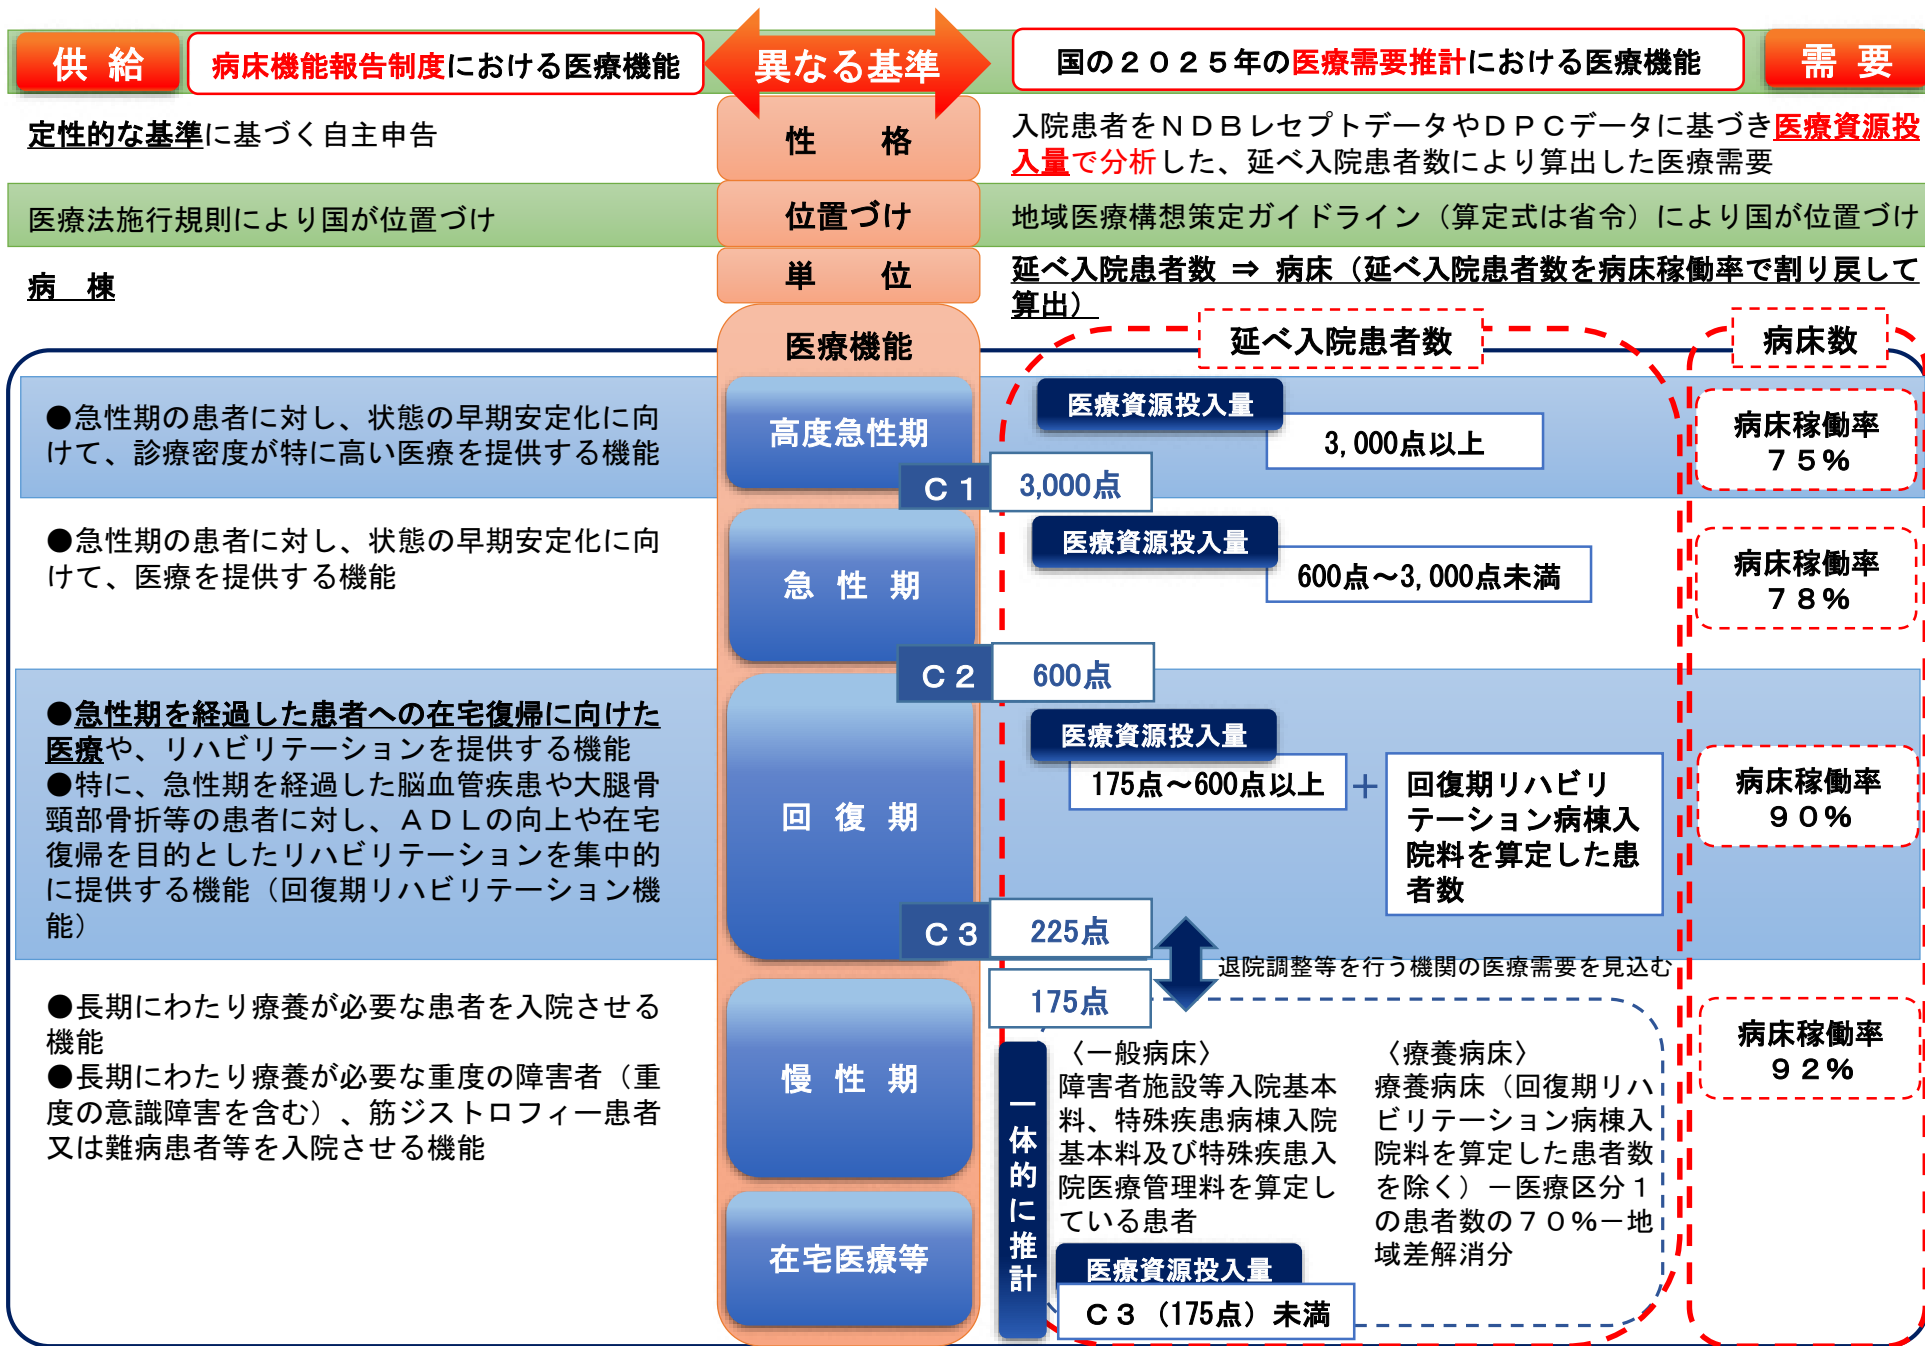 供 給
病床機能報告制度における医療機能
異なる基準
国の２０２５年の医療需要推計における医療機能
需 要
定性的な基準に基づく自主申告
性　格
入院患者をＮＤＢレセプトデータやＤＰＣデータに基づき医療資源投
入量で分析した、延べ入院患者数により算出した医療需要
医療法施行規則により国が位置づけ
位置づけ
地域医療構想策定ガイドライン（算定式は省令）により国が位置づけ
病　棟
単　位
延べ入院患者数 ⇒ 病床（延べ入院患者数を病床稼働率で割り戻して
算出）
医療機能
延べ入院患者数
病床数
●急性期の患者に対し、状態の早期安定化に向
けて、診療密度が特に高い医療を提供する機能
高度急性期
医療資源投入量
3,000点以上
病床稼働率
７５％
Ｃ１
3,000点
●急性期の患者に対し、状態の早期安定化に向
けて、医療を提供する機能
急 性 期
医療資源投入量
600点～3,000点未満
病床稼働率
７８％
Ｃ２
600点
●急性期を経過した患者への在宅復帰に向けた
医療や、リハビリテーションを提供する機能
●特に、急性期を経過した脳血管疾患や大腿骨
頸部骨折等の患者に対し、ＡＤＬの向上や在宅
復帰を目的としたリハビリテーションを集中的
に提供する機能（回復期リハビリテーション機
能）
回 復 期
医療資源投入量
175点～600点以上
＋
回復期リハビリ
テーション病棟入
院料を算定した患
者数
病床稼働率
９０％
Ｃ３
225点
175点
退院調整等を行う機関の医療需要を見込む
●長期にわたり療養が必要な患者を入院させる
機能
●長期にわたり療養が必要な重度の障害者（重
度の意識障害を含む）、筋ジストロフィー患者
又は難病患者等を入院させる機能
慢 性 期
在宅医療等
一体的に推計
〈一般病床〉
障害者施設等入院基本
料、特殊疾患病棟入院
基本料及び特殊疾患入
院医療管理料を算定し
ている患者
〈療養病床〉
療養病床（回復期リハ
ビリテーション病棟入
院料を算定した患者数
を除く）－医療区分１
の患者数の７０％－地
域差解消分
医療資源投入量
Ｃ３（175点）未満
病床稼働率
９２％